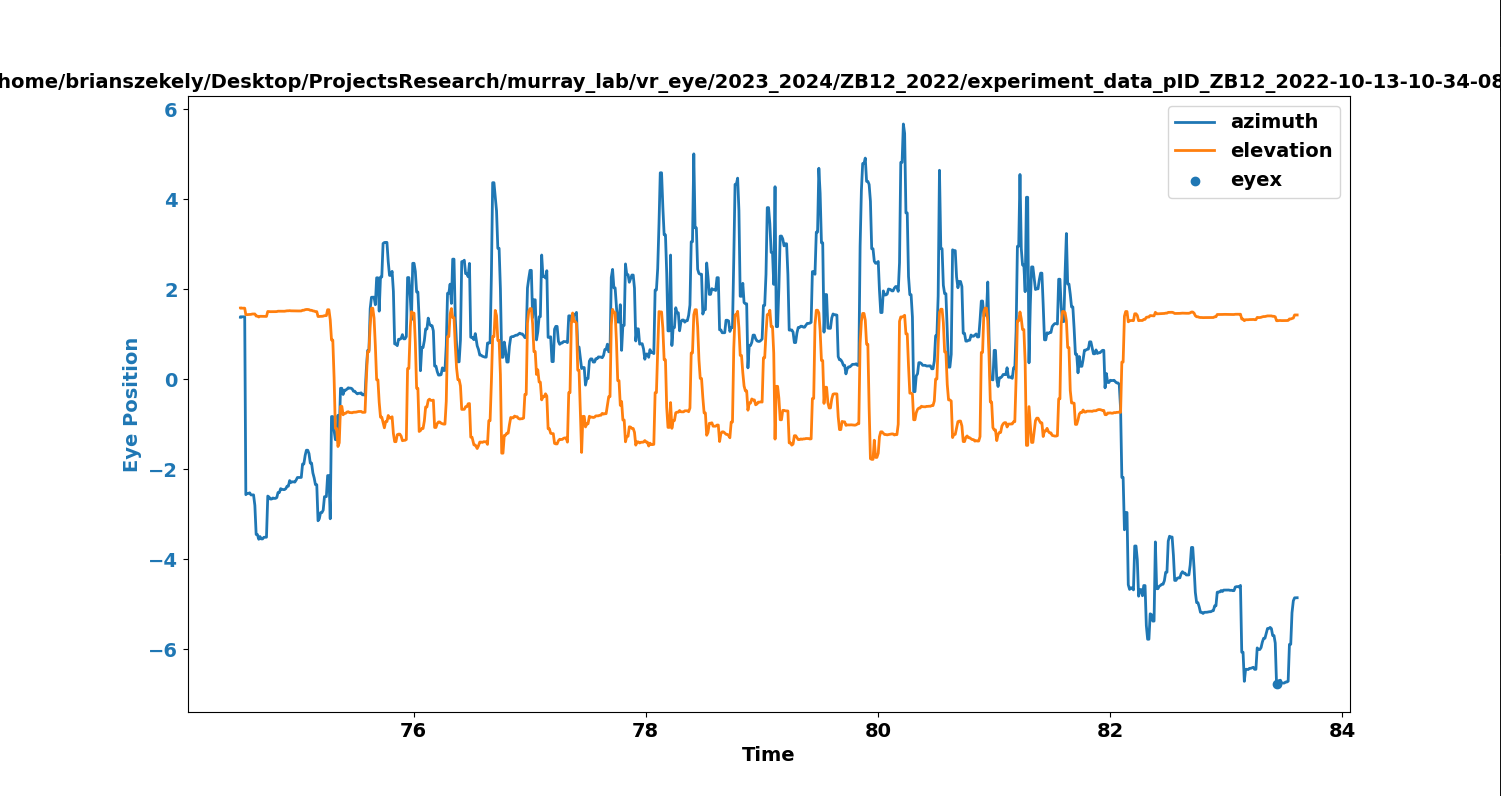 home/brianszekely/Desktop/ProjectsResearch/murray_lab/vr_eye/2023_2024/ZB12_2022/experiment_data_pID_ZB12_2022-10-13-10-34-08
azimuth
elevation
eyex
6
4
2
0
−2
−4
−6
Eye Position
76
78
80
82
84
Time